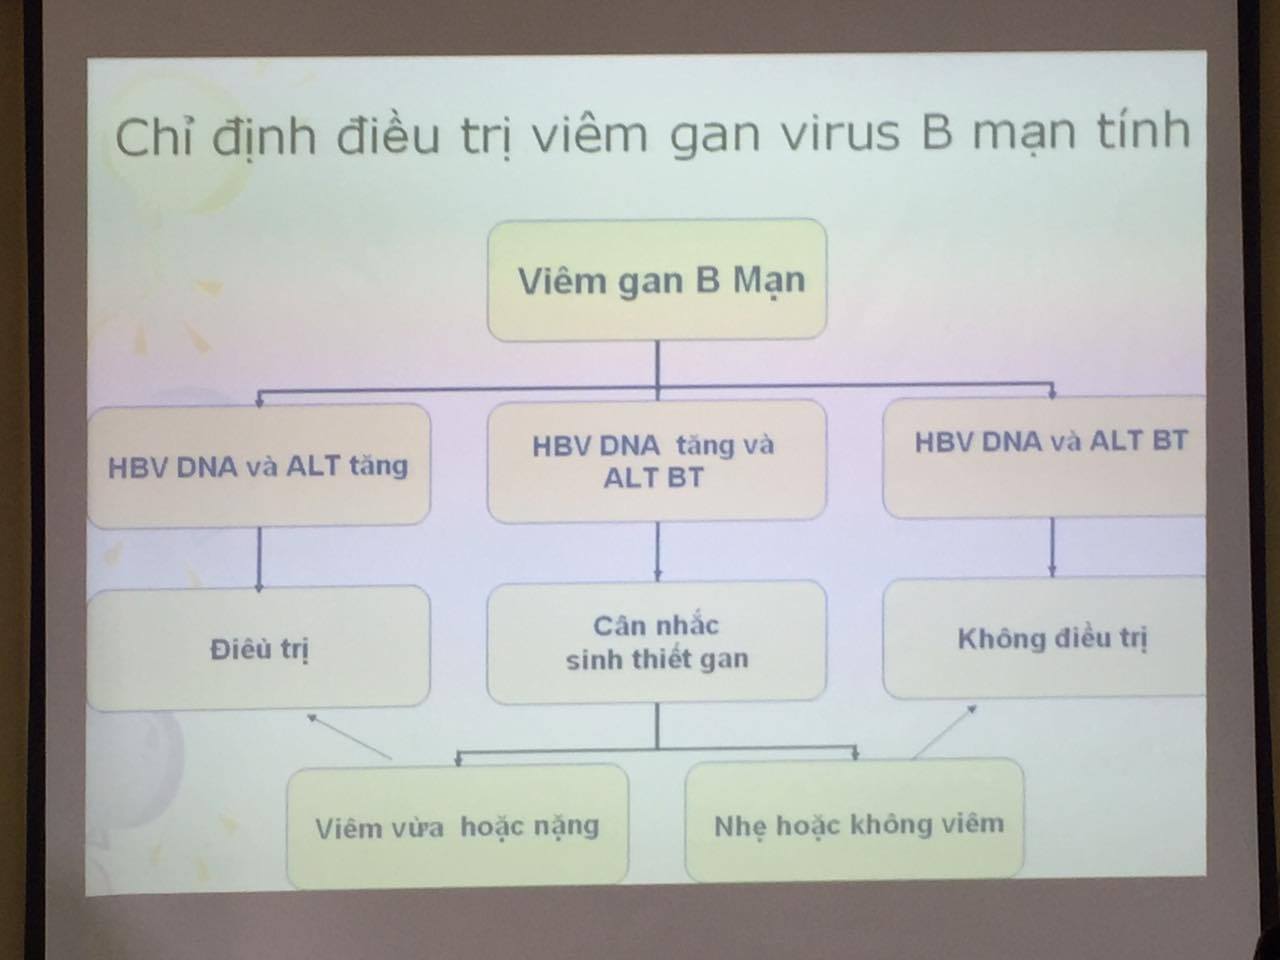 Chỉ định điều trị viêm gan virus B mạn tính
Viêm gan B Mạn
HBV DNA và ALT tăng
HBV DNA tăng và
ALT BT
HBV DNA và ALT BT
Điêù trị
Cân nhắc
sinh thiết gan
Không điều trị
Viêm vừa hoặc nặng
Nhẹ hoặc không viêm